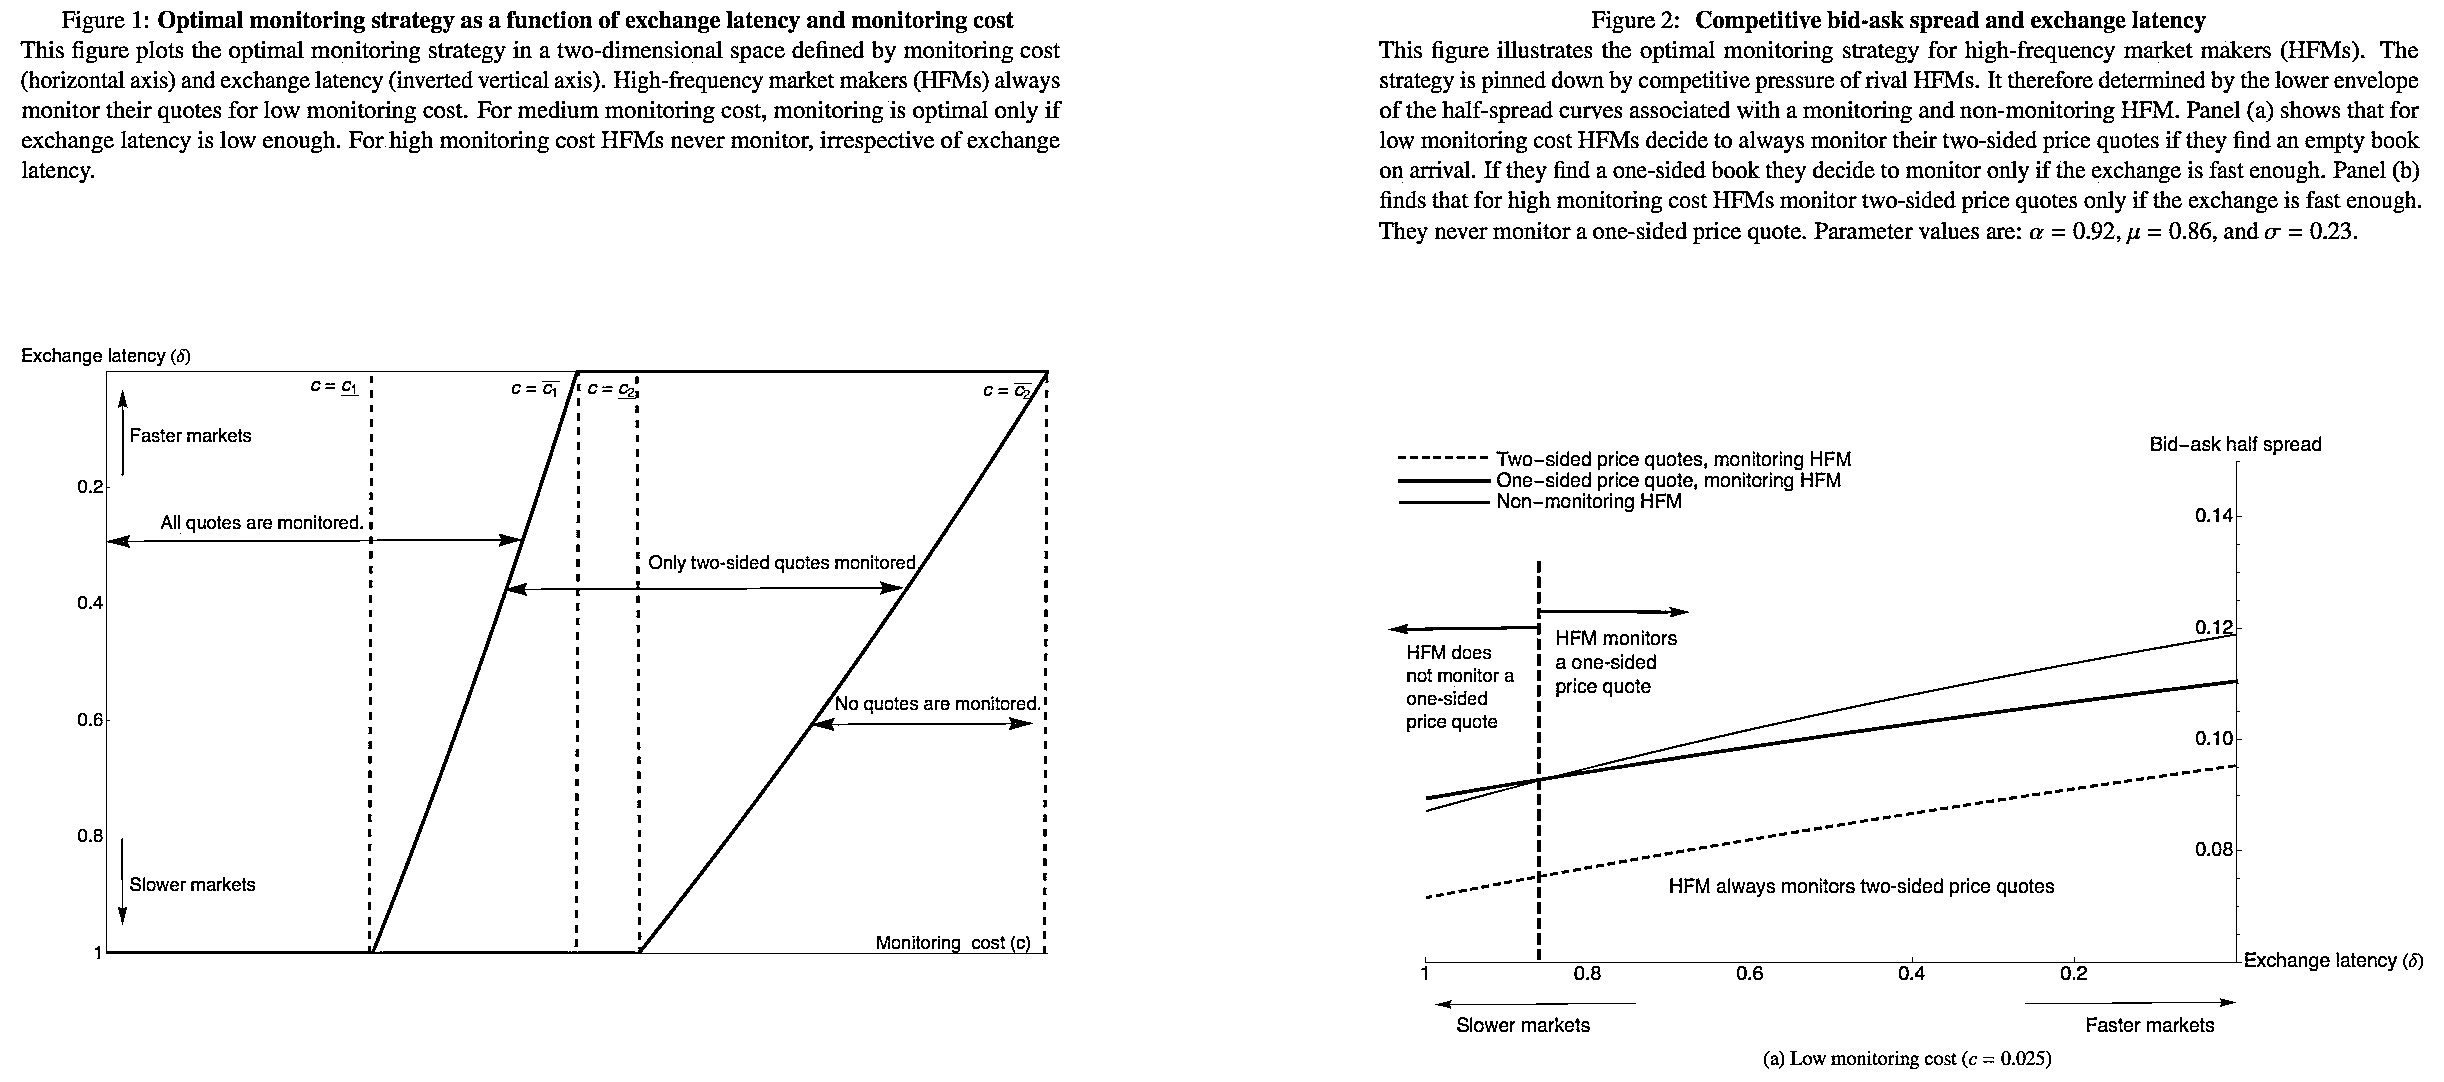 Figure 1: Optimal monitoring strategy as a function of exchange latency and monitoring cost
This figure plots the optimal monitoring strategy in a two-dimensional space defined by monitoring cost
(horizontal axis) and exchange latency (inverted vertical axis). High-frequency market makers (HFMs) always
monitor their quotes for low monitoring cost. For medium monitoring cost, monitoring is optimal only if
exchange latency is low enough. For high monitoring cost HFMs never monitor, irrespective of exchange
latency.
Exchange latency (δ)
c = c̲₁
c = c̅₁
c = c̲₂
c = c̅₂
Faster markets
0.2
All quotes are monitored.
Only two-sided quotes monitored
0.4
No quotes are monitored.
0.6
0.8
Slower markets
Monitoring cost (c)
1
Figure 2: Competitive bid-ask spread and exchange latency
This figure illustrates the optimal monitoring strategy for high-frequency market makers (HFMs). The
strategy is pinned down by competitive pressure of rival HFMs. It therefore determined by the lower envelope
of the half-spread curves associated with a monitoring and non-monitoring HFM. Panel (a) shows that for
low monitoring cost HFMs decide to always monitor their two-sided price quotes if they find an empty book
on arrival. If they find a one-sided book they decide to monitor only if the exchange is fast enough. Panel (b)
finds that for high monitoring cost HFMs monitor two-sided price quotes only if the exchange is fast enough.
They never monitor a one-sided price quote. Parameter values are: α = 0.92, μ = 0.86, and σ = 0.23.
Bid−ask half spread
Two−sided price quotes, monitoring HFM
One−sided price quote, monitoring HFM
Non−monitoring HFM
0.14
0.12
HFM does
not monitor a
one-sided
price quote
HFM monitors
a one-sided
price quote
0.10
0.08
HFM always monitors two-sided price quotes
Exchange latency (δ)
1
0.8
0.6
0.4
0.2
Slower markets
Faster markets
(a) Low monitoring cost (c = 0.025)